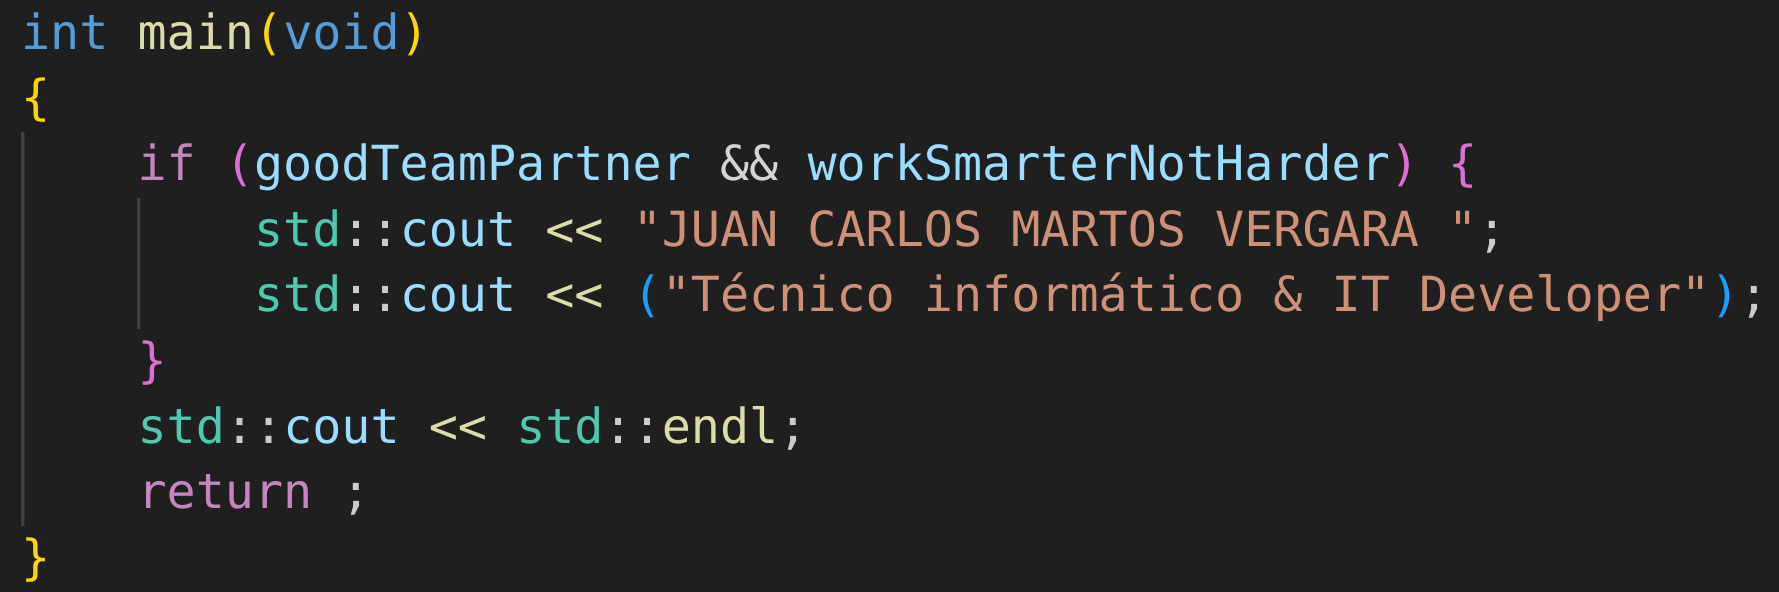 int main(void)
{
    if (goodTeamPartner && workSmarterNotHarder) {
        std::cout << "JUAN CARLOS MARTOS VERGARA ";
        std::cout << ("Técnico informático & IT Developer");
    }
    std::cout << std::endl;
    return ;
}